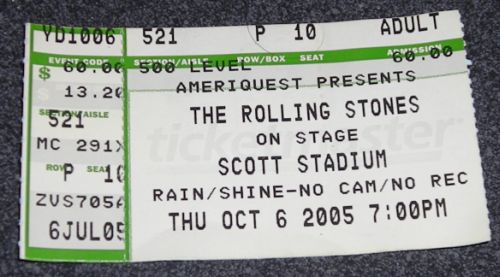 YD1006 521 P 10 ADULT
EVENT CODE SECTION/AISLE ROW/BOX SEAT ADMISSION
$ 60.00 500 LEVEL 60.00
$ 13.20 AMERIQUEST PRESENTS
SECTION/AISLE THE ROLLING STONES
521 ON STAGE
ticketmaster
MC 291X SCOTT STADIUM
ROW SEAT
P 10 RAIN/SHINE-NO CAM/NO REC
ZVS705A THU OCT 6 2005 7:00PM
6JUL05